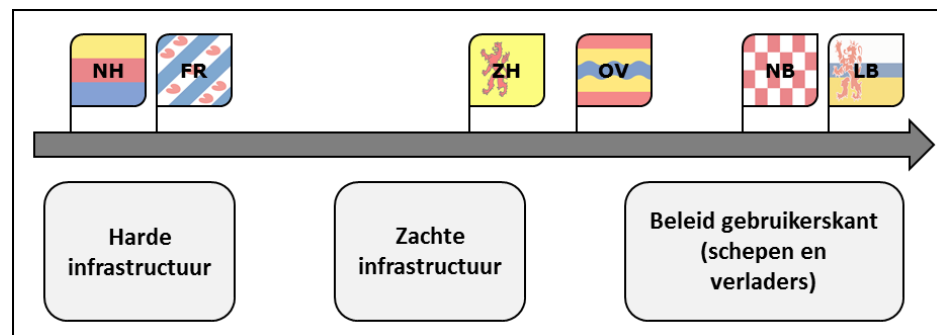 NH
FR
ZH
OV
NB
LB
Harde
infrastructuur
Zachte
infrastructuur
Beleid gebruikerskant
(schepen en
verladers)